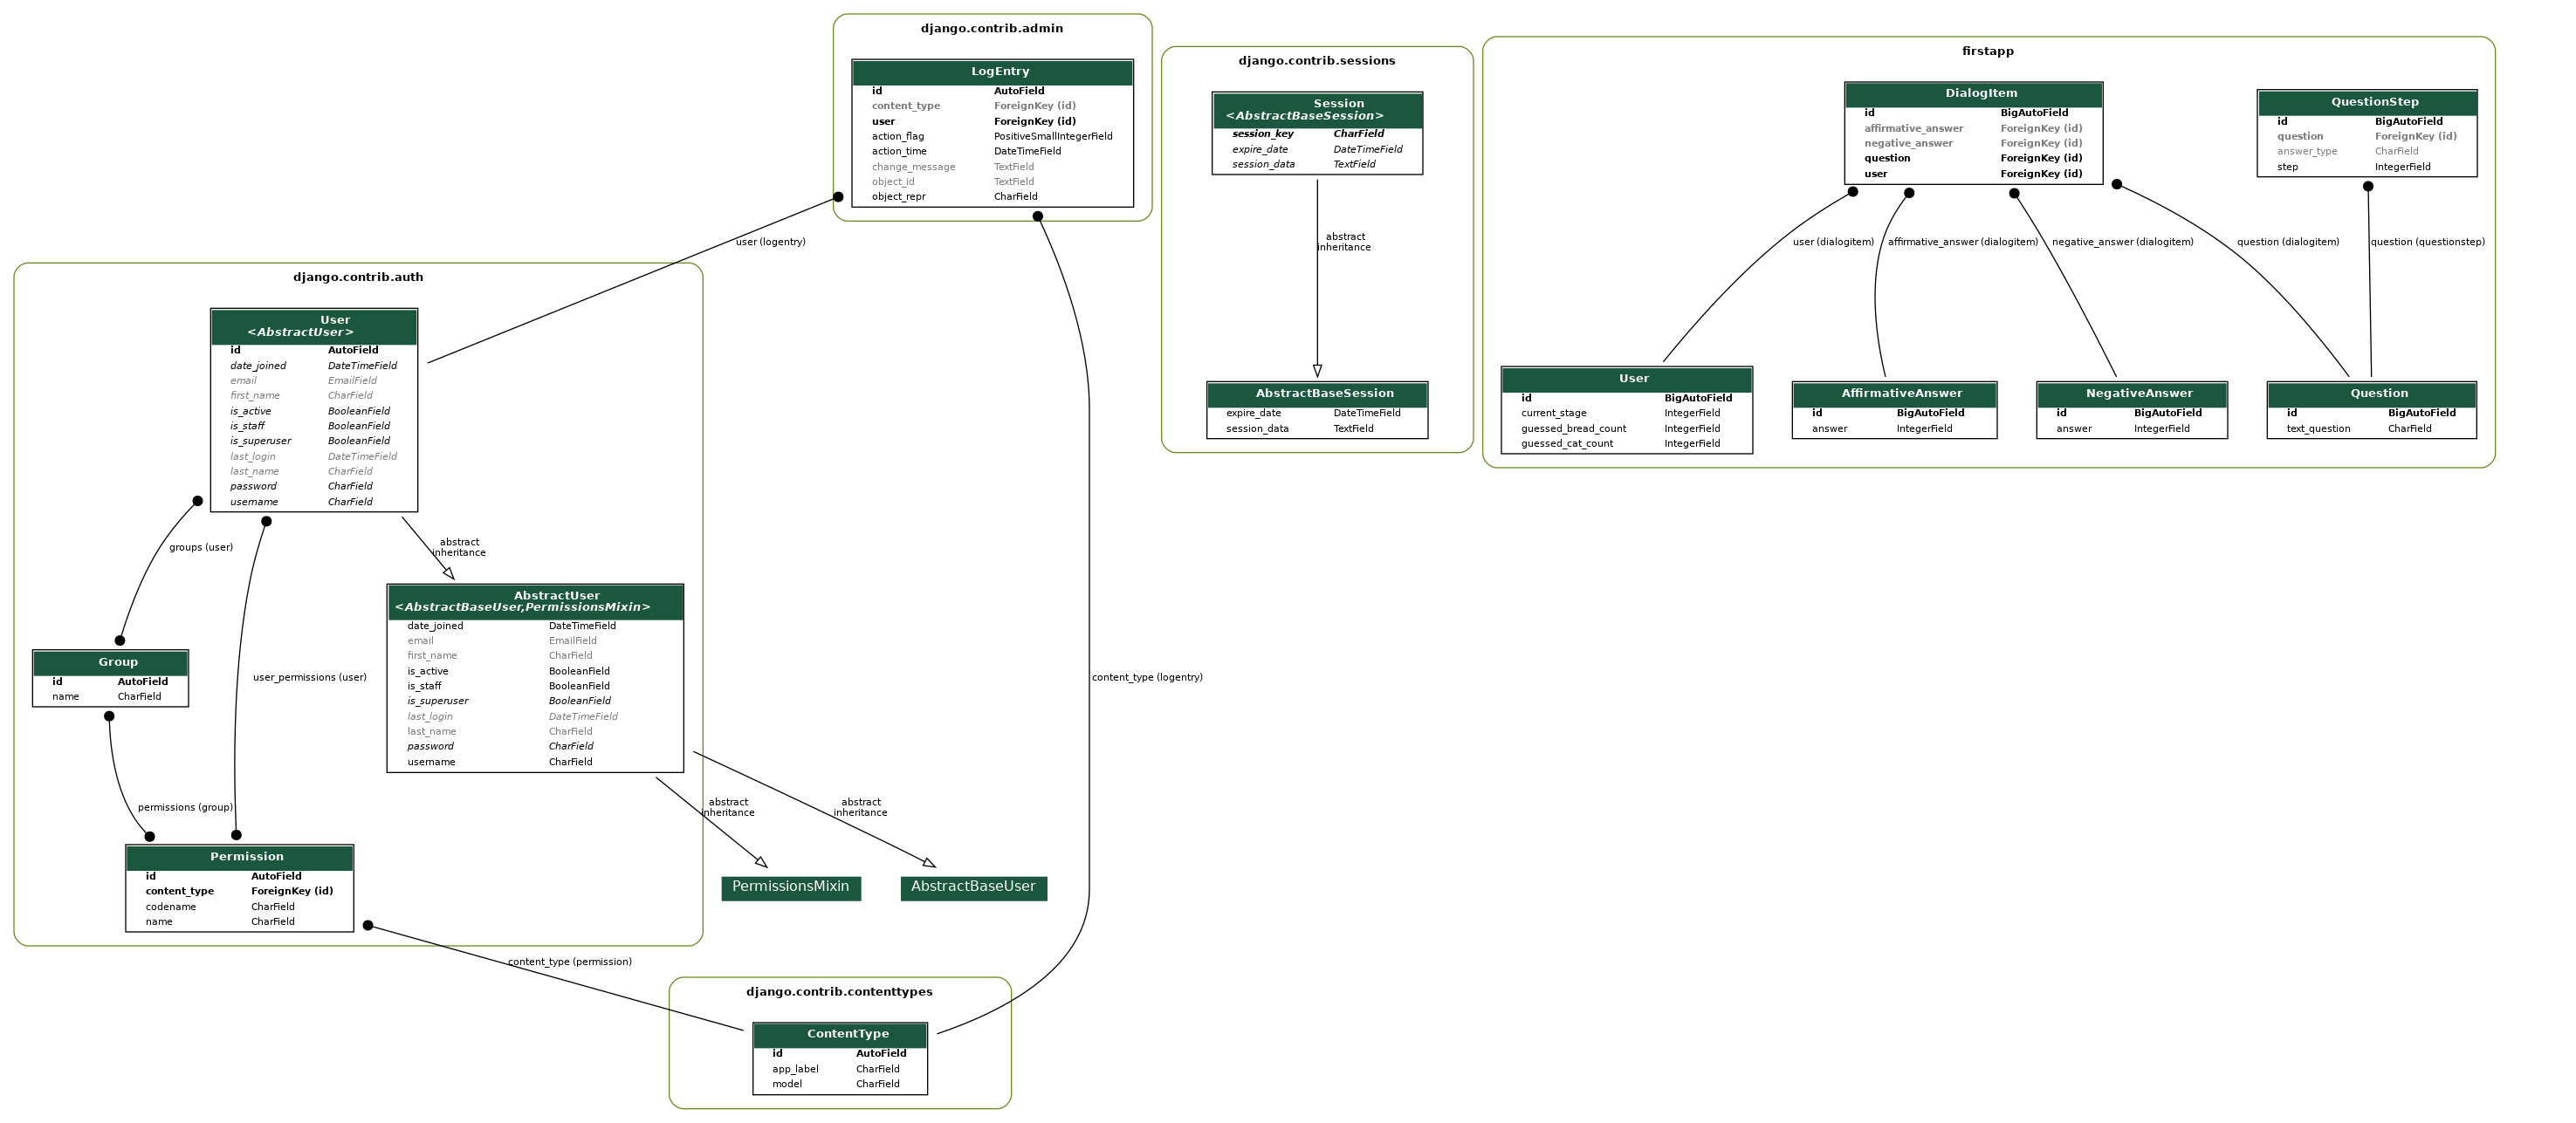 django.contrib.admin
LogEntry
id AutoField
content_type ForeignKey (id)
user ForeignKey (id)
action_flag PositiveSmallIntegerField
action_time DateTimeField
change_message TextField
object_id TextField
object_repr CharField
user (logentry)
content_type (logentry)
django.contrib.auth
User
<AbstractUser>
id AutoField
date_joined DateTimeField
email EmailField
first_name CharField
is_active BooleanField
is_staff BooleanField
is_superuser BooleanField
last_login DateTimeField
last_name CharField
password CharField
username CharField
groups (user)
abstract
inheritance
user_permissions (user)
AbstractUser
<AbstractBaseUser,PermissionsMixin>
date_joined DateTimeField
email EmailField
first_name CharField
is_active BooleanField
is_staff BooleanField
is_superuser BooleanField
last_login DateTimeField
last_name CharField
password CharField
username CharField
Group
id AutoField
name CharField
permissions (group)
Permission
id AutoField
content_type ForeignKey (id)
codename CharField
name CharField
abstract
inheritance
abstract
inheritance
PermissionsMixin
AbstractBaseUser
content_type (permission)
django.contrib.contenttypes
ContentType
id AutoField
app_label CharField
model CharField
django.contrib.sessions
Session
<AbstractBaseSession>
session_key CharField
expire_date DateTimeField
session_data TextField
abstract
inheritance
AbstractBaseSession
expire_date DateTimeField
session_data TextField
firstapp
DialogItem
id BigAutoField
affirmative_answer ForeignKey (id)
negative_answer ForeignKey (id)
question ForeignKey (id)
user ForeignKey (id)
QuestionStep
id BigAutoField
question ForeignKey (id)
answer_type CharField
step IntegerField
user (dialogitem)
affirmative_answer (dialogitem)
negative_answer (dialogitem)
question (dialogitem)
question (questionstep)
User
id BigAutoField
current_stage IntegerField
guessed_bread_count IntegerField
guessed_cat_count IntegerField
AffirmativeAnswer
id BigAutoField
answer IntegerField
NegativeAnswer
id BigAutoField
answer IntegerField
Question
id BigAutoField
text_question CharField